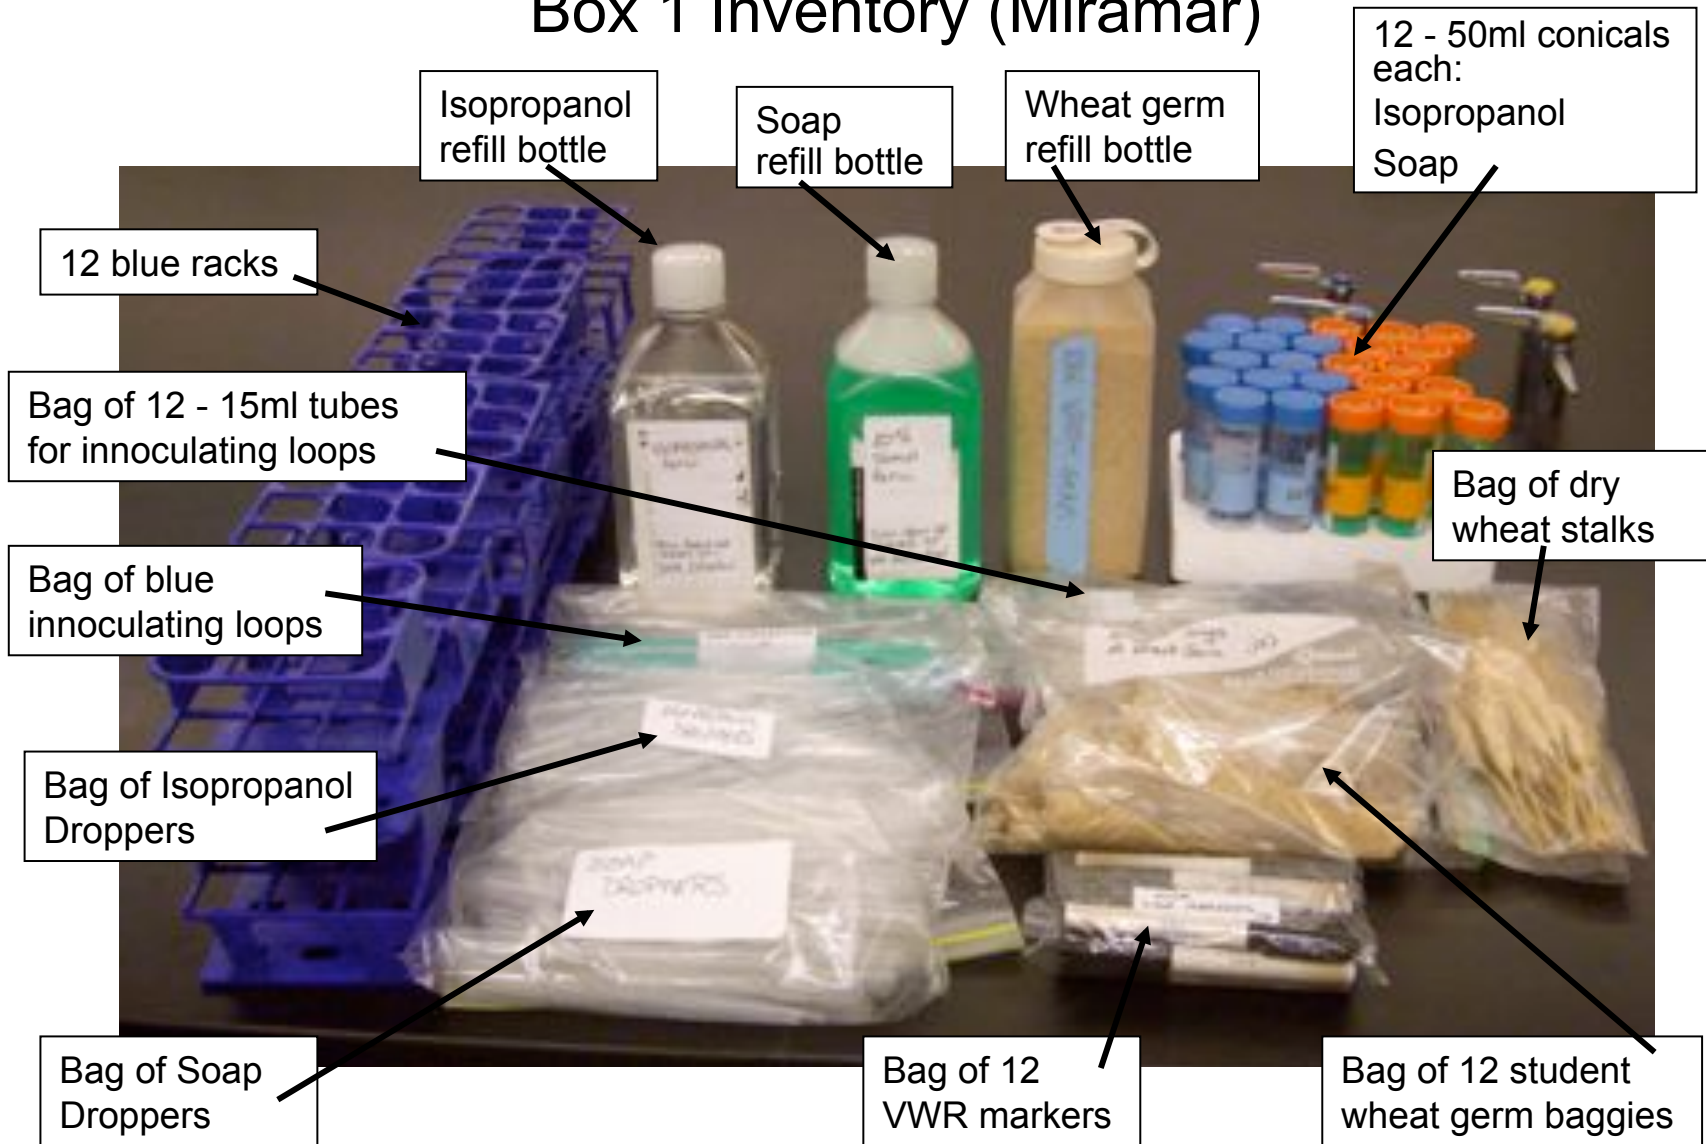 Box 1 Inventory (Miramar)
12 - 50ml conicals
each:
Isopropanol
Soap
Isopropanol
refill bottle
Soap
refill bottle
Wheat germ
refill bottle
12 blue racks
Bag of 12 - 15ml tubes
for innoculating loops
Bag of dry
wheat stalks
Bag of blue
innoculating loops
Bag of Isopropanol
Droppers
SOAP
DROPPERS
Bag of Soap
Droppers
Bag of 12
VWR markers
Bag of 12 student
wheat germ baggies